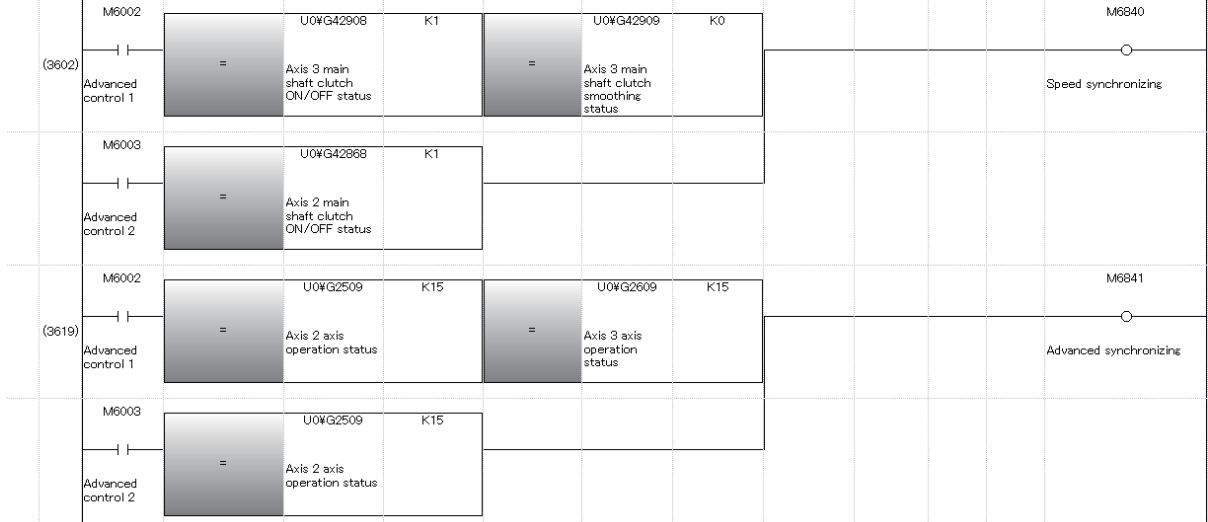 M6002 U0¥G42908 K1 U0¥G42909 K0 M6840
(3602) = =
Advanced
control 1
Axis 3 main
shaft clutch
ON/OFF status
Axis 3 main
shaft clutch
smoothing
status
Speed synchronizing
M6003 U0¥G42868 K1
=
Advanced
control 2
Axis 2 main
shaft clutch
ON/OFF status
M6002 U0¥G2509 K15 U0¥G2609 K15 M6841
(3619) = =
Advanced
control 1
Axis 2 axis
operation status
Axis 3 axis
operation
status
Advanced synchronizing
M6003 U0¥G2509 K15
=
Advanced
control 2
Axis 2 axis
operation status